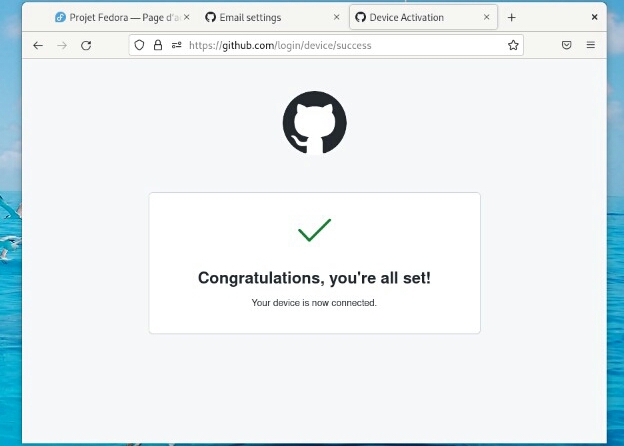 Projet Fedora — Page d'a
Email settings
Device Activation
https://github.com/login/device/success
Congratulations, you're all set!
Your device is now connected.